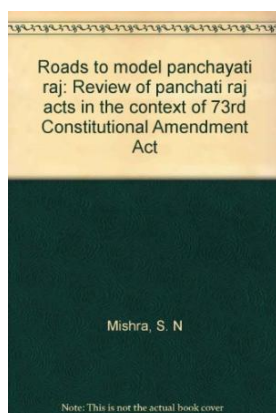 Roads to model panchayati
raj: Review of panchati raj
acts in the context of 73rd
Constitutional Amendment
Act
Mishra, S. N
Note: This is not the actual book cover